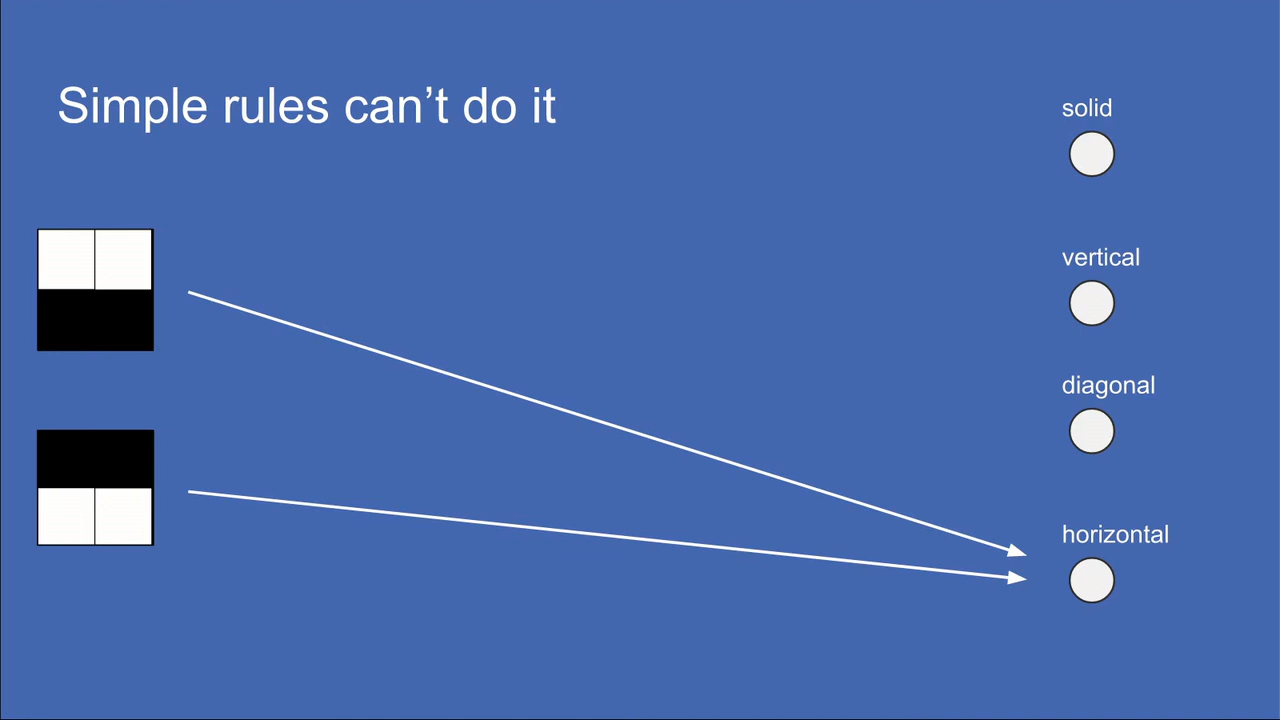 Simple rules can’t do it
solid
vertical
diagonal
horizontal